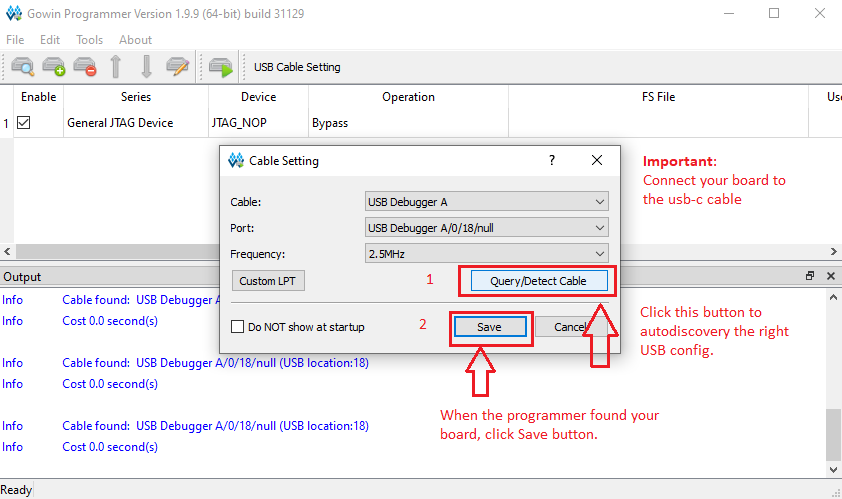 Gowin Programmer Version 1.9.9 (64-bit) build 31129
File Edit Tools About
USB Cable Setting
Enable Series Device Operation FS File Use
1 General JTAG Device JTAG_NOP Bypass
Cable Setting ?
Important:
Connect your board to
the usb-c cable
Cable: USB Debugger A
Port: USB Debugger A/0/18/null
Frequency: 2.5MHz
Custom LPT 1 Query/Detect Cable
Do NOT show at startup 2 Save Cancel
Click this button to
autodiscovery the right
USB config.
When the programmer found your
board, click Save button.
Output
Info Cable found: USB Debugger A
Info Cost 0.0 second(s)
Info Cable found: USB Debugger A/0/18/null (USB location:18)
Info Cost 0.0 second(s)
Info Cable found: USB Debugger A/0/18/null (USB location:18)
Info Cost 0.0 second(s)
Ready